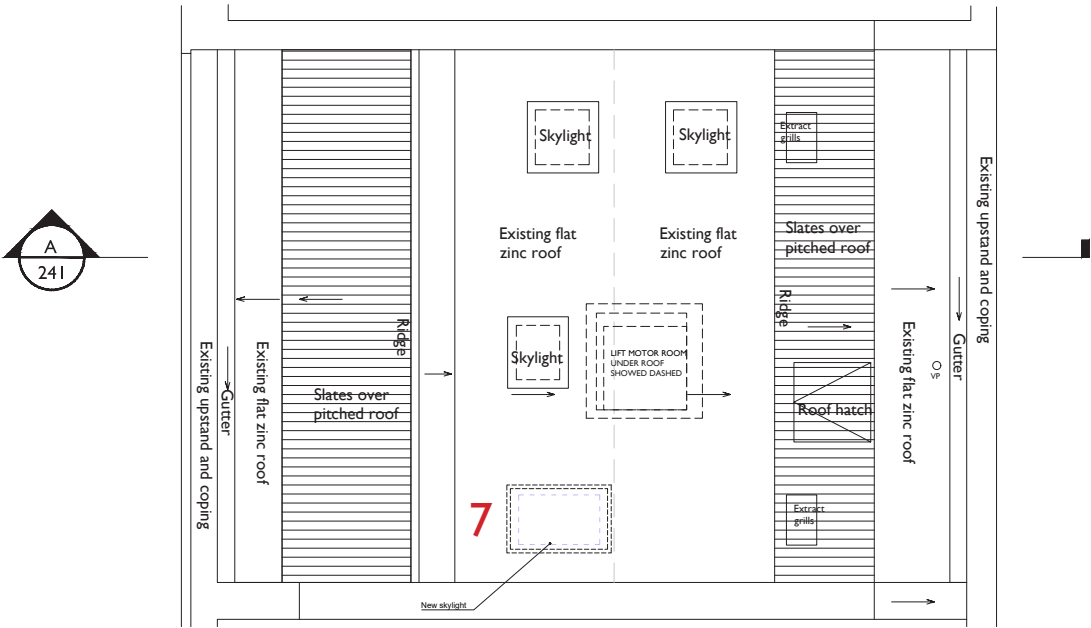 Skylight
Skylight
Extract
grills
A
241
Existing flat
zinc roof
Existing flat
zinc roof
Slates over
pitched roof
Existing upstand and coping
Ridge
Ridge
Existing upstand and coping
Gutter
Existing flat zinc roof
Slates over
pitched roof
Skylight
LIFT MOTOR ROOM
UNDER ROOF
SHOWED DASHED
Roof hatch
Existing flat zinc roof
VP
Gutter
7
Extract
grills
New skylight